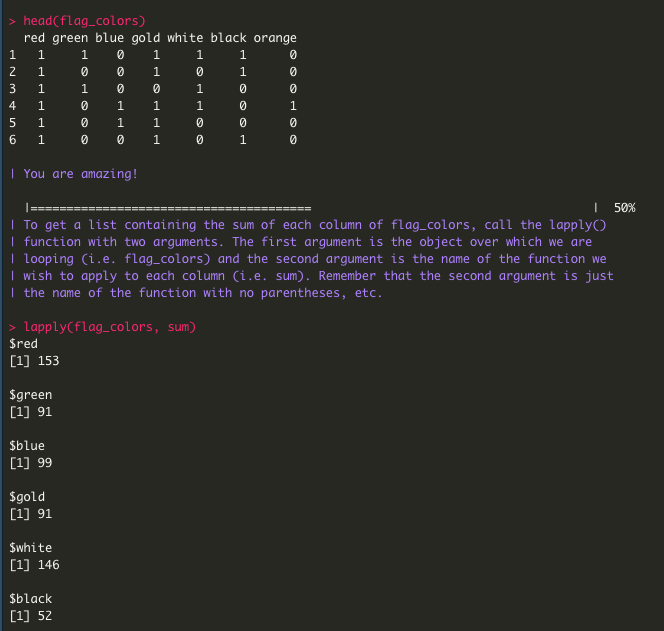 > head(flag_colors)
  red green blue gold white black orange
1   1     1    0    1     1     1      0
2   1     0    0    1     0     1      0
3   1     1    0    0     1     0      0
4   1     0    1    1     1     0      1
5   1     0    1    1     0     0      0
6   1     0    0    1     0     1      0
| You are amazing!
|=======================================                                       |  50%
| To get a list containing the sum of each column of flag_colors, call the lapply()
| function with two arguments. The first argument is the object over which we are
| looping (i.e. flag_colors) and the second argument is the name of the function we
| wish to apply to each column (i.e. sum). Remember that the second argument is just
| the name of the function with no parentheses, etc.
> lapply(flag_colors, sum)
$red
[1] 153
$green
[1] 91
$blue
[1] 99
$gold
[1] 91
$white
[1] 146
$black
[1] 52